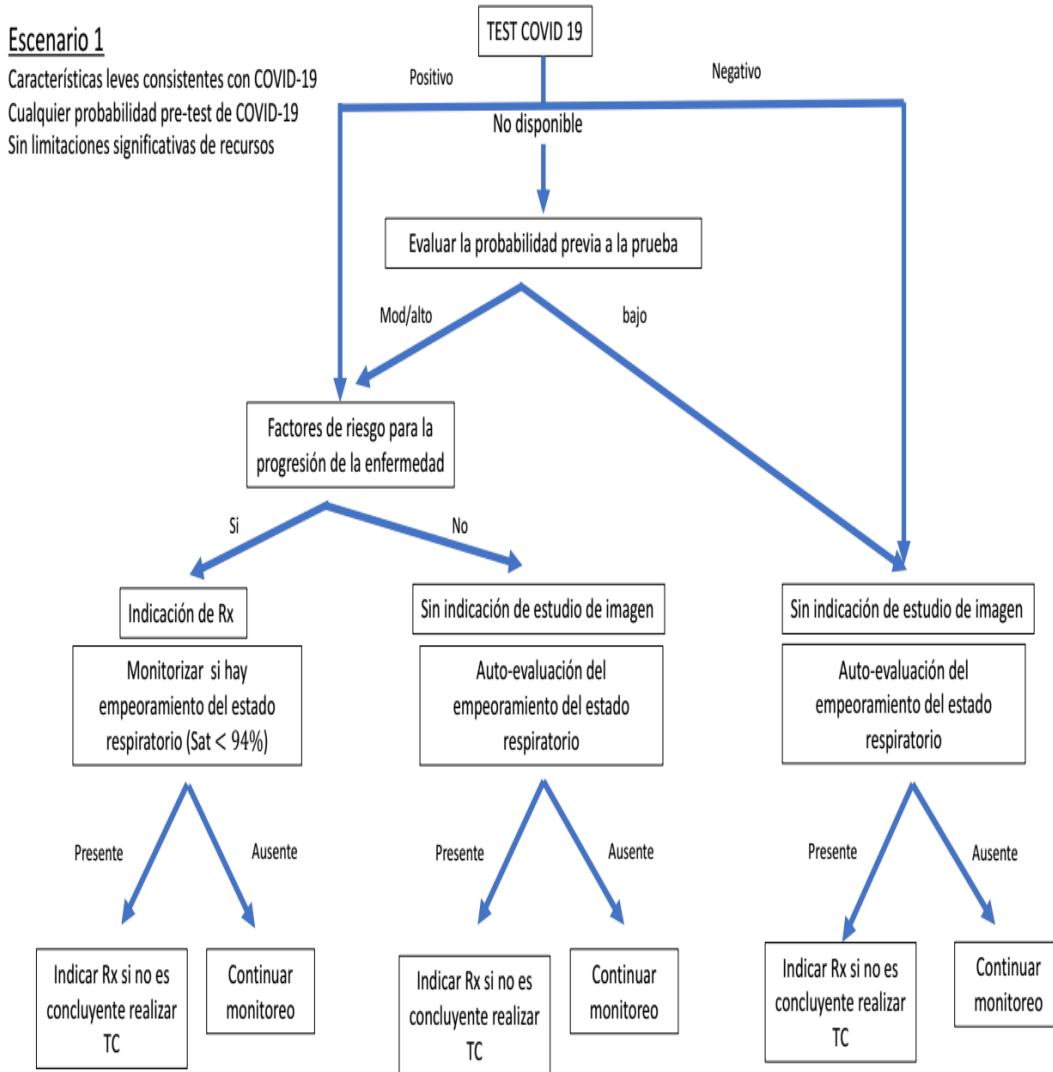 Escenario 1
Características leves consistentes con COVID-19
Cualquier probabilidad pre-test de COVID-19
Sin limitaciones significativas de recursos
TEST COVID 19
Positivo
Negativo
No disponible
Evaluar la probabilidad previa a la prueba
Mod/alto
bajo
Factores de riesgo para la
progresión de la enfermedad
Si
No
Indicación de Rx
Monitorizar si hay
empeoramiento del estado
respiratorio (Sat < 94%)
Sin indicación de estudio de imagen
Auto-evaluación del
empeoramiento del estado
respiratorio
Sin indicación de estudio de imagen
Auto-evaluación del
empeoramiento del estado
respiratorio
Presente
Ausente
Presente
Ausente
Presente
Ausente
Indicar Rx si no es
concluyente realizar
TC
Continuar
monitoreo
Indicar Rx si no es
concluyente realizar
TC
Continuar
monitoreo
Indicar Rx si no es
concluyente realizar
TC
Continuar
monitoreo